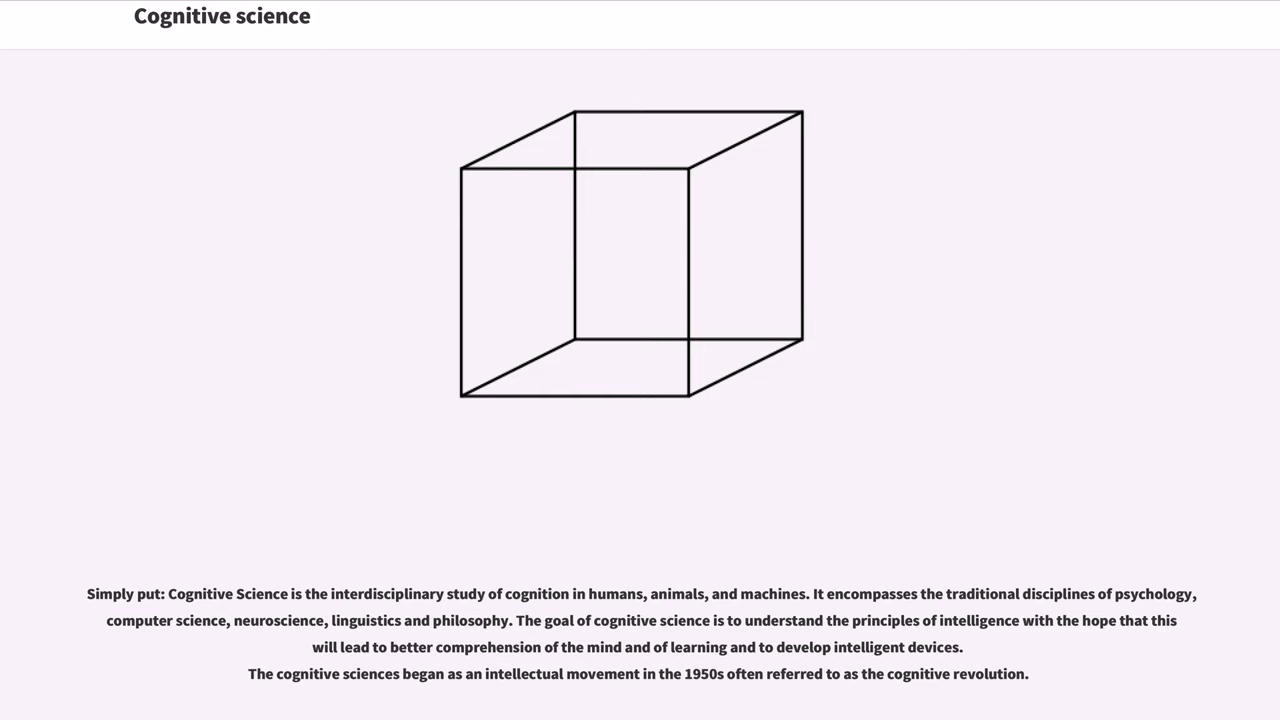 Cognitive science
Simply put: Cognitive Science is the interdisciplinary study of cognition in humans, animals, and machines. It encompasses the traditional disciplines of psychology,
computer science, neuroscience, linguistics and philosophy. The goal of cognitive science is to understand the principles of intelligence with the hope that this
will lead to better comprehension of the mind and of learning and to develop intelligent devices.
The cognitive sciences began as an intellectual movement in the 1950s often referred to as the cognitive revolution.